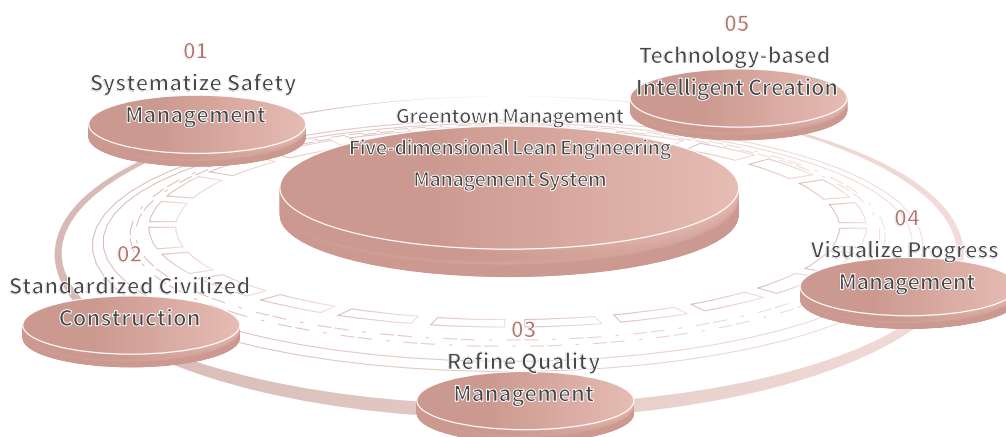 01
Systematize Safety
Management
02
Standardized Civilized
Construction
03
Refine Quality
Management
04
Visualize Progress
Management
05
Technology-based
Intelligent Creation
Greentown Management
Five-dimensional Lean Engineering
Management System